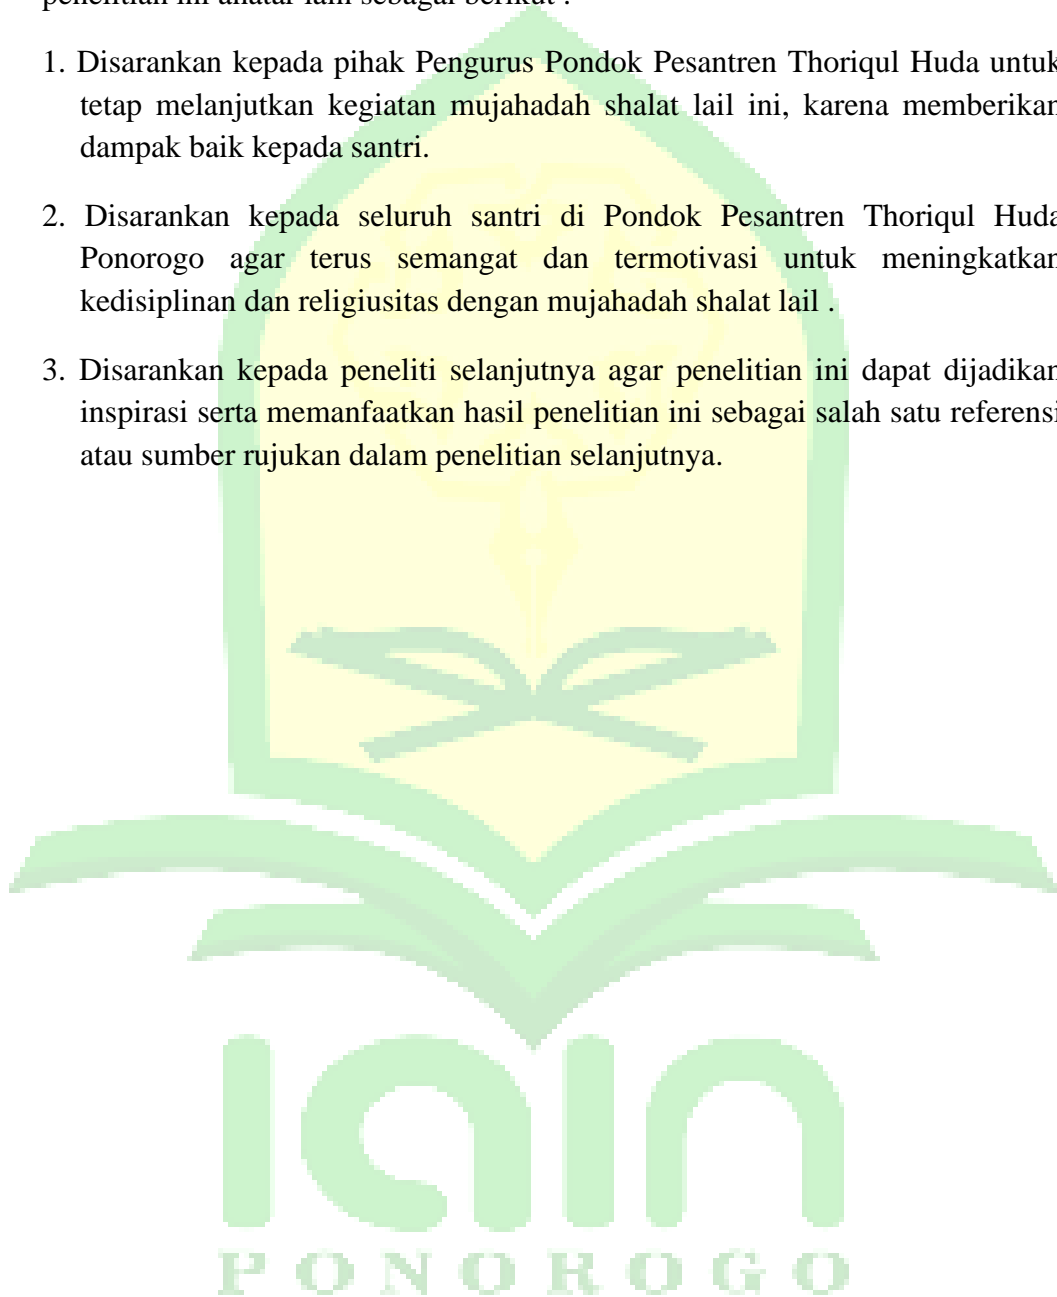 penelitian ini anatar lain sebagai berikut :
1. Disarankan kepada pihak Pengurus Pondok Pesantren Thoriqul Huda untuk
tetap melanjutkan kegiatan mujahadah shalat lail ini, karena memberikan
dampak baik kepada santri.
2. Disarankan kepada seluruh santri di Pondok Pesantren Thoriqul Huda
Ponorogo agar terus semangat dan termotivasi untuk meningkatkan
kedisiplinan dan religiusitas dengan mujahadah shalat lail .
3. Disarankan kepada peneliti selanjutnya agar penelitian ini dapat dijadikan
inspirasi serta memanfaatkan hasil penelitian ini sebagai salah satu referensi
atau sumber rujukan dalam penelitian selanjutnya.
iain
PONOROGO